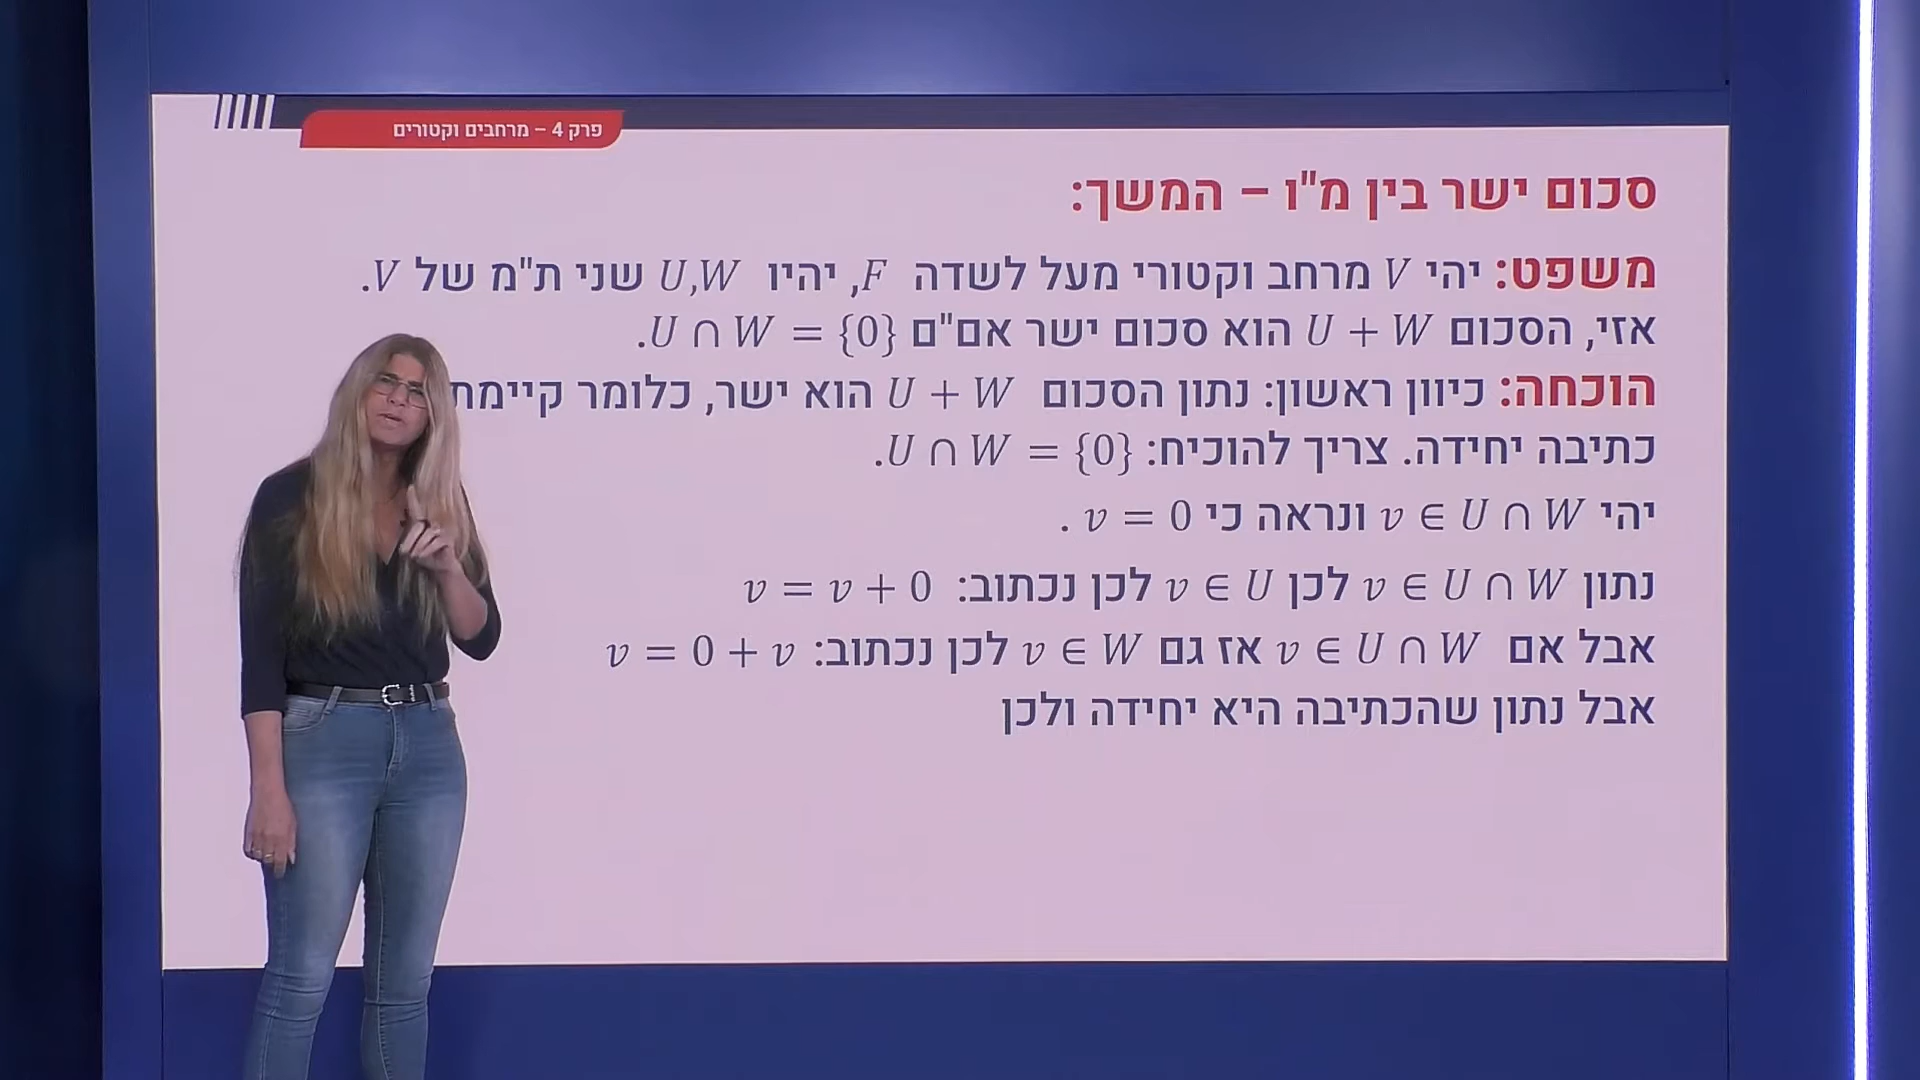 פרק 4 – מרחבים וקטורים
סכום ישר בין מ"ו – המשך:
משפט: יהי V מרחב וקטורי מעל לשדה F, יהיו U,W שני ת"מ של V.
אזי, הסכום U + W הוא סכום ישר אם"ם U ∩ W = {0}.
הוכחה: כיוון ראשון: נתון הסכום U + W הוא ישר, כלומר קיימת
כתיבה יחידה. צריך להוכיח: U ∩ W = {0}.
יהי v ∈ U ∩ W ונראה כי v = 0 .
נתון v ∈ U ∩ W לכן v ∈ U לכן נכתוב: v = v + 0
אבל אם v ∈ U ∩ W אז גם v ∈ W לכן נכתוב: v = 0 + v
אבל נתון שהכתיבה היא יחידה ולכן